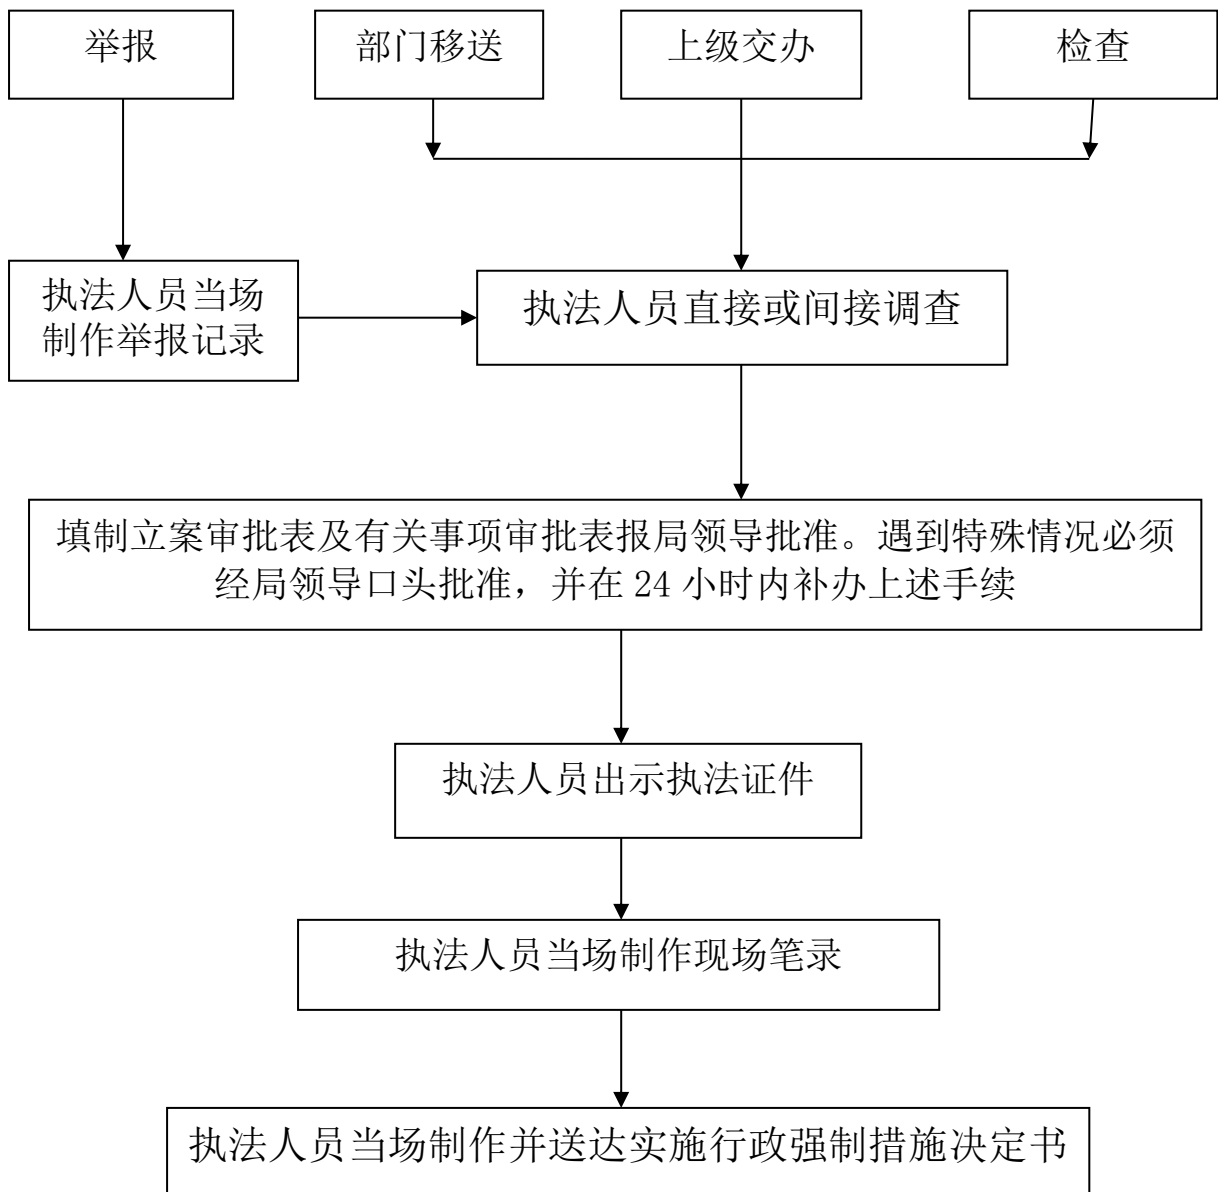 举报
部门移送
上级交办
检查
执法人员当场
制作举报记录
执法人员直接或间接调查
填制立案审批表及有关事项审批表报局领导批准。遇到特殊情况必须
经局领导口头批准，并在 24 小时内补办上述手续
执法人员出示执法证件
执法人员当场制作现场笔录
执法人员当场制作并送达实施行政强制措施决定书